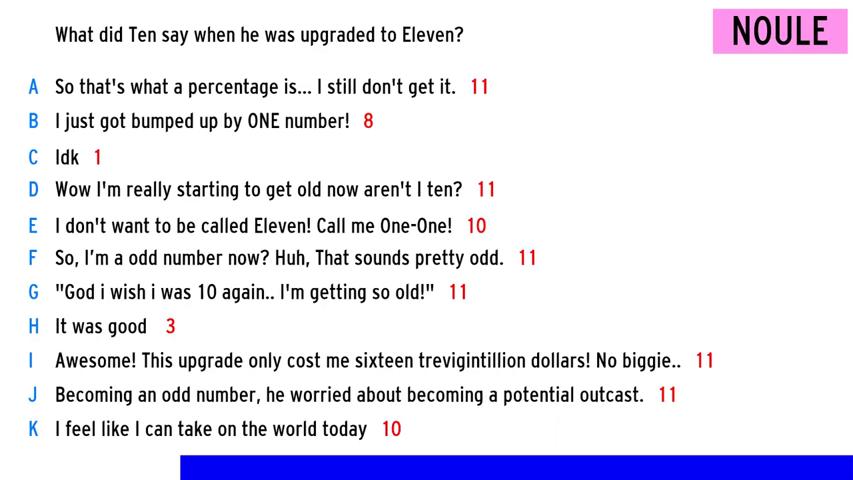 What did Ten say when he was upgraded to Eleven?
NOULE
A So that's what a percentage is... I still don't get it. 11
B I just got bumped up by ONE number! 8
C Idk 1
D Wow I'm really starting to get old now aren't I ten? 11
E I don't want to be called Eleven! Call me One-One! 10
F So, I’m a odd number now? Huh, That sounds pretty odd. 11
G "God i wish i was 10 again.. I'm getting so old!" 11
H It was good 3
I Awesome! This upgrade only cost me sixteen trevigintillion dollars! No biggie.. 11
J Becoming an odd number, he worried about becoming a potential outcast. 11
K I feel like I can take on the world today 10